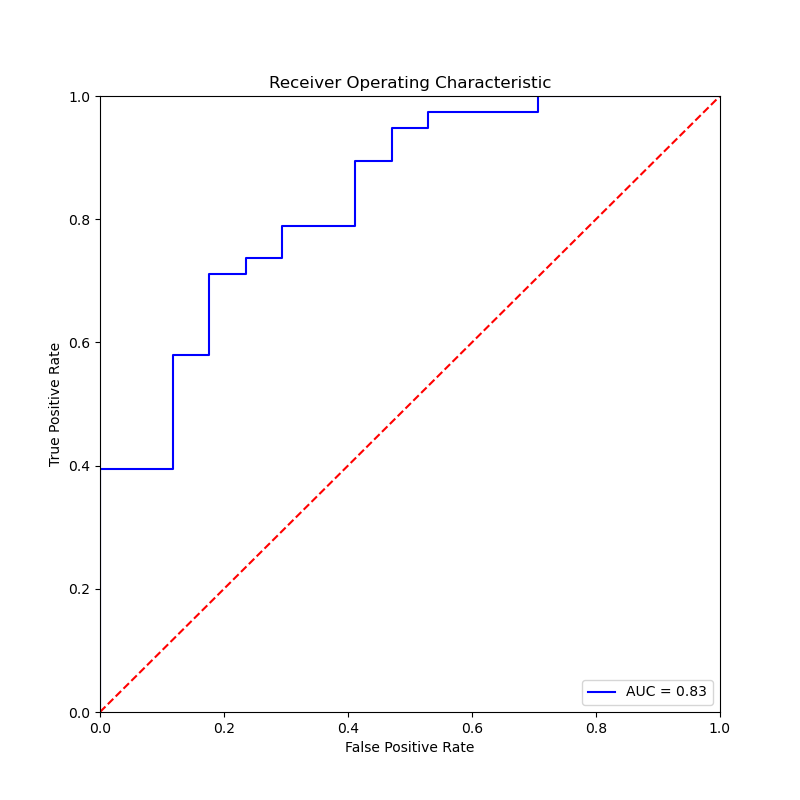 Receiver Operating Characteristic
True Positive Rate
1.0
0.8
0.6
0.4
0.2
0.0
AUC = 0.83
0.0 0.2 0.4 0.6 0.8 1.0
False Positive Rate